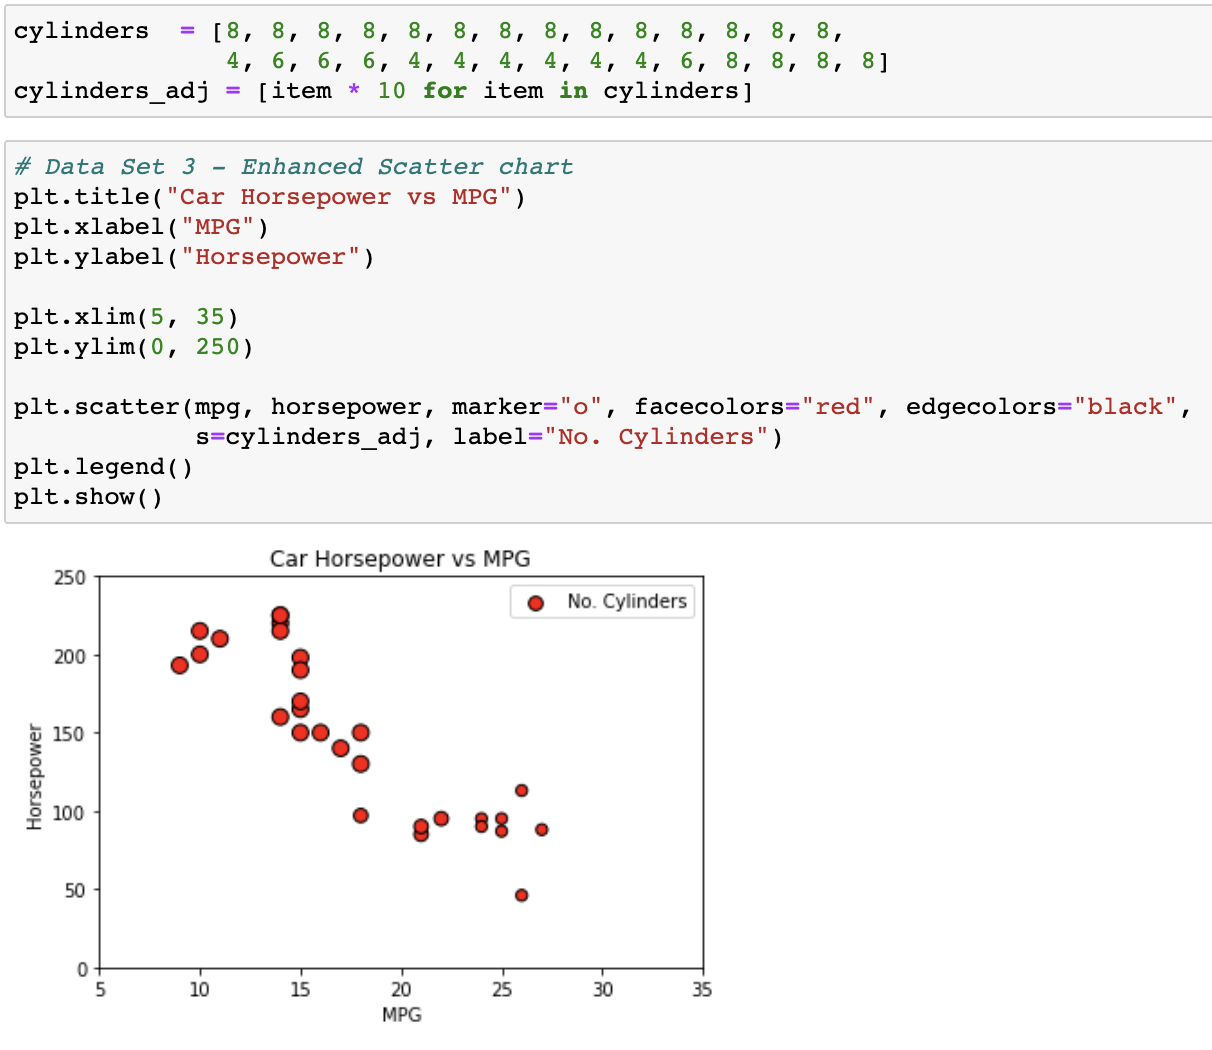 cylinders  = [8, 8, 8, 8, 8, 8, 8, 8, 8, 8, 8, 8, 8, 8,
              4, 6, 6, 6, 4, 4, 4, 4, 4, 4, 6, 8, 8, 8, 8]
cylinders_adj = [item * 10 for item in cylinders]
# Data Set 3 - Enhanced Scatter chart
plt.title("Car Horsepower vs MPG")
plt.xlabel("MPG")
plt.ylabel("Horsepower")
plt.xlim(5, 35)
plt.ylim(0, 250)
plt.scatter(mpg, horsepower, marker="o", facecolors="red", edgecolors="black",
            s=cylinders_adj, label="No. Cylinders")
plt.legend()
plt.show()
Car Horsepower vs MPG
No. Cylinders
250
200
150
100
50
0
Horsepower
5 10 15 20 25 30 35
MPG